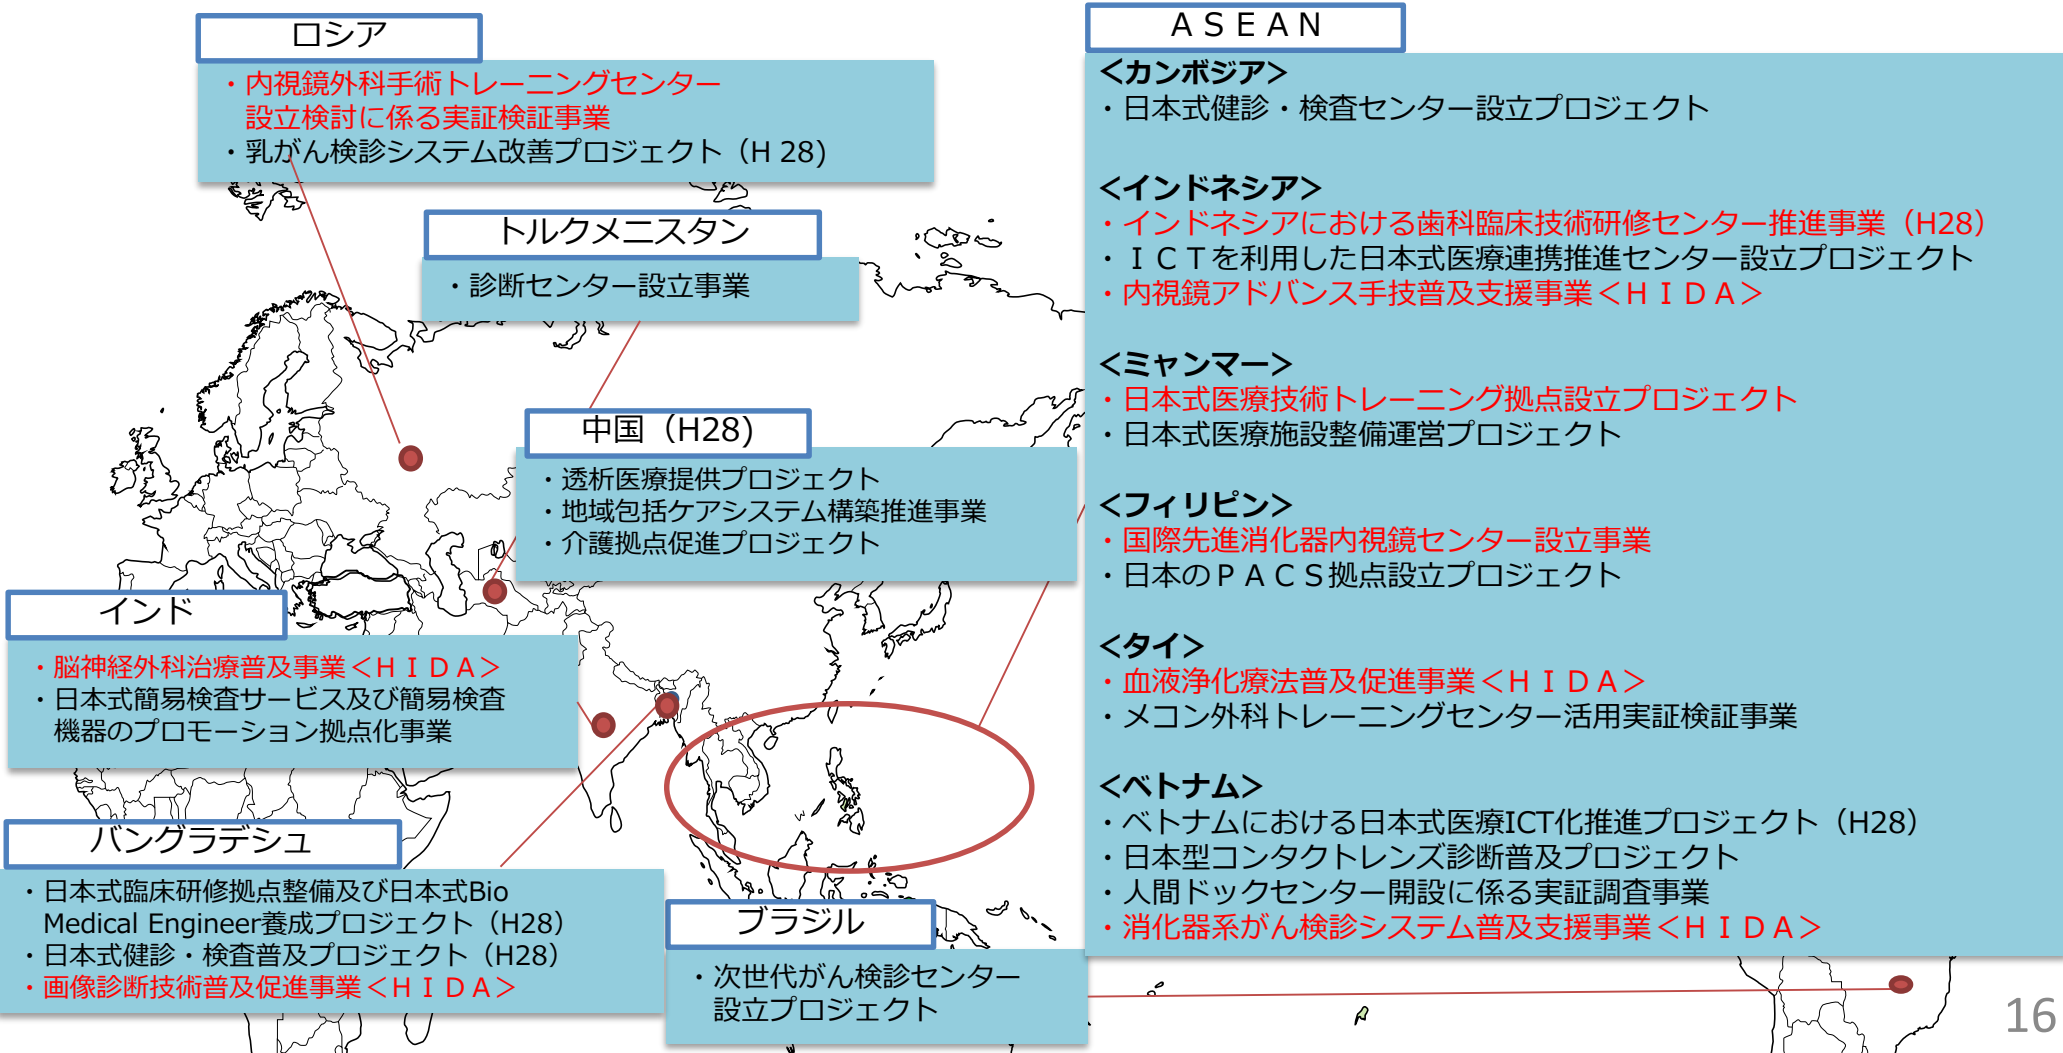 ロシア
・内視鏡外科手術トレーニングセンター
設立検討に係る実証検証事業
・乳がん検診システム改善プロジェクト（H 28)
トルクメニスタン
・診断センター設立事業
中国（H28)
・透析医療提供プロジェクト
・地域包括ケアシステム構築推進事業
・介護拠点促進プロジェクト
インド
・脳神経外科治療普及事業＜ＨＩＤＡ＞
・日本式簡易検査サービス及び簡易検査
機器のプロモーション拠点化事業
バングラデシュ
・日本式臨床研修拠点整備及び日本式Bio
Medical Engineer養成プロジェクト（H28）
・日本式健診・検査普及プロジェクト（H28）
・画像診断技術普及促進事業＜ＨＩＤＡ＞
ブラジル
・次世代がん検診センター
設立プロジェクト
ＡＳＥＡＮ
＜カンボジア＞
・日本式健診・検査センター設立プロジェクト
＜インドネシア＞
・インドネシアにおける歯科臨床技術研修センター推進事業（H28）
・ＩＣＴを利用した日本式医療連携推進センター設立プロジェクト
・内視鏡アドバンス手技普及支援事業＜ＨＩＤＡ＞
＜ミャンマー＞
・日本式医療技術トレーニング拠点設立プロジェクト
・日本式医療施設整備運営プロジェクト
＜フィリピン＞
・国際先進消化器内視鏡センター設立事業
・日本のＰＡＣＳ拠点設立プロジェクト
＜タイ＞
・血液浄化療法普及促進事業＜ＨＩＤＡ＞
・メコン外科トレーニングセンター活用実証検証事業
＜ベトナム＞
・ベトナムにおける日本式医療ICT化推進プロジェクト（H28）
・日本型コンタクトレンズ診断普及プロジェクト
・人間ドックセンター開設に係る実証調査事業
・消化器系がん検診システム普及支援事業＜ＨＩＤＡ＞
16